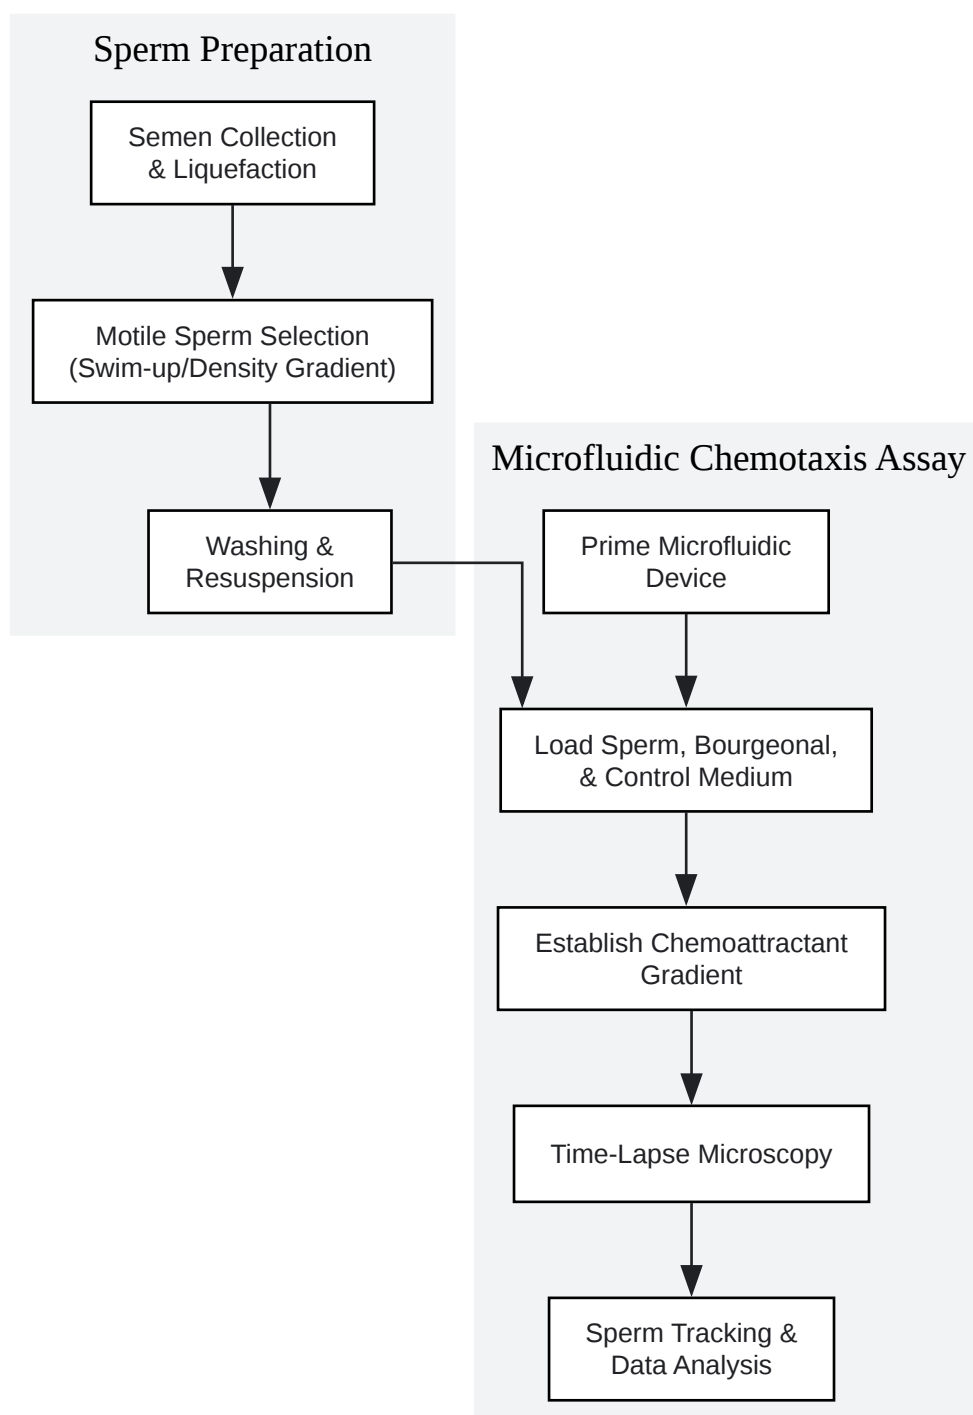 Sperm Preparation
Semen Collection
& Liquefaction
Motile Sperm Selection
(Swim-up/Density Gradient)
Washing &
Resuspension
Microfluidic Chemotaxis Assay
Prime Microfluidic
Device
Load Sperm, Bourgeonal,
& Control Medium
Establish Chemoattractant
Gradient
Time-Lapse Microscopy
Sperm Tracking &
Data Analysis